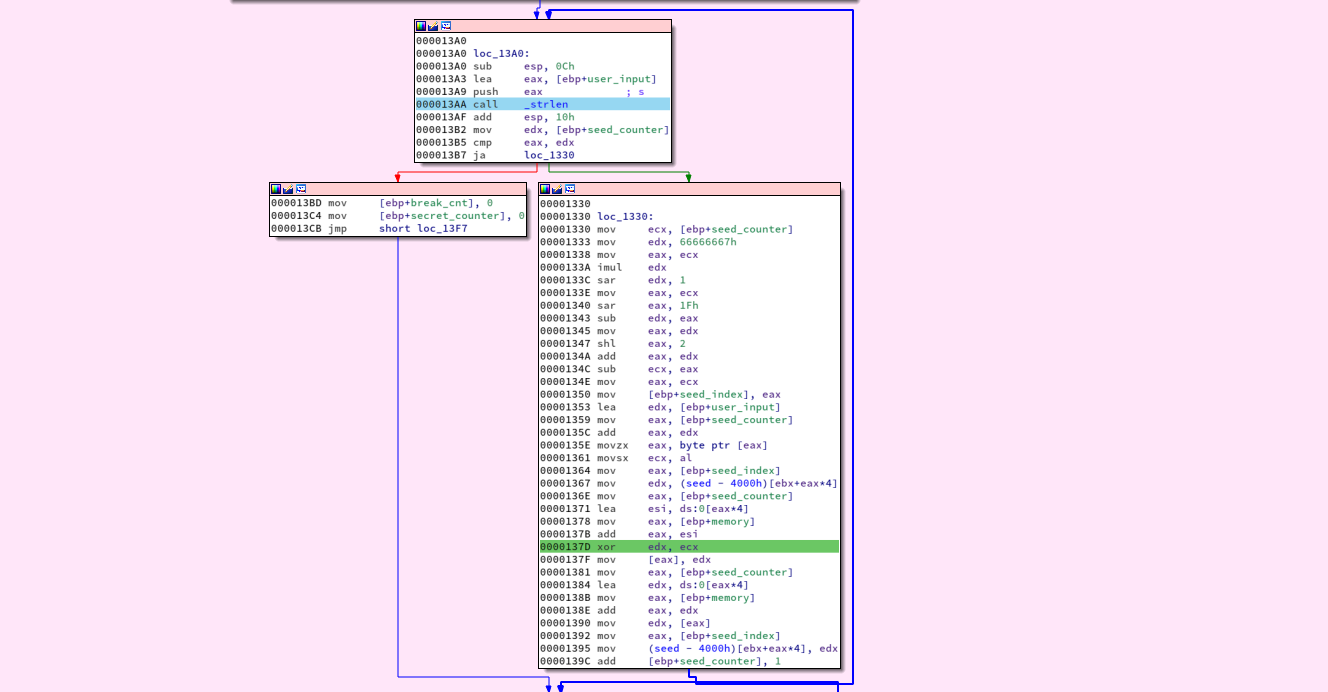 000013A0
000013A0 loc_13A0:
000013A0 sub esp, 0Ch
000013A3 lea eax, [ebp+user_input]
000013A9 push eax ; s
000013AA call _strlen
000013AF add esp, 10h
000013B2 mov edx, [ebp+seed_counter]
000013B5 cmp eax, edx
000013B7 ja loc_1330
000013BD mov [ebp+break_cnt], 0
000013C4 mov [ebp+secret_counter], 0
000013CB jmp short loc_13F7
00001330
00001330 loc_1330:
00001330 mov ecx, [ebp+seed_counter]
00001333 mov edx, 66666667h
00001338 mov eax, ecx
0000133A imul edx
0000133C sar edx, 1
0000133E mov eax, ecx
00001340 sar eax, 1Fh
00001343 sub edx, eax
00001345 mov eax, edx
00001347 shl eax, 2
0000134A add eax, edx
0000134C sub ecx, eax
0000134E mov eax, ecx
00001350 mov [ebp+seed_index], eax
00001353 lea edx, [ebp+user_input]
00001359 mov eax, [ebp+seed_counter]
0000135C add eax, edx
0000135E movzx eax, byte ptr [eax]
00001361 movsx ecx, al
00001364 mov eax, [ebp+seed_index]
00001367 mov edx, (seed - 4000h)[ebx+eax*4]
0000136E mov eax, [ebp+seed_counter]
00001371 lea esi, ds:0[eax*4]
00001378 mov eax, [ebp+memory]
0000137B add eax, esi
0000137D xor edx, ecx
0000137F mov [eax], edx
00001381 mov eax, [ebp+seed_counter]
00001384 lea edx, ds:0[eax*4]
0000138B mov eax, [ebp+memory]
0000138E add eax, edx
00001390 mov edx, [eax]
00001392 mov eax, [ebp+seed_index]
00001395 mov (seed - 4000h)[ebx+eax*4], edx
0000139C add [ebp+seed_counter], 1